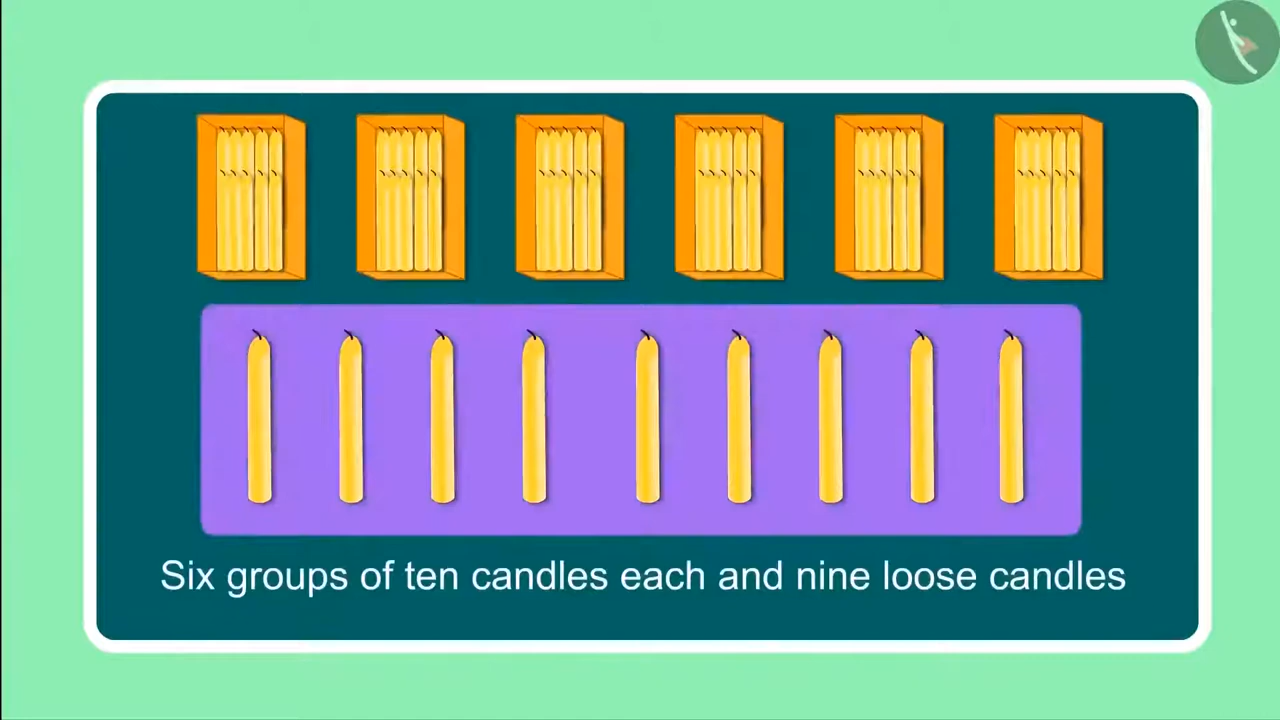 Six groups of ten candles each and nine loose candles